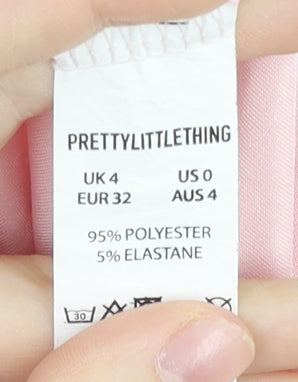 PRETTYLITTLETHING
UK 4 US 0
EUR 32 AUS 4
95% POLYESTER
5% ELASTANE
30